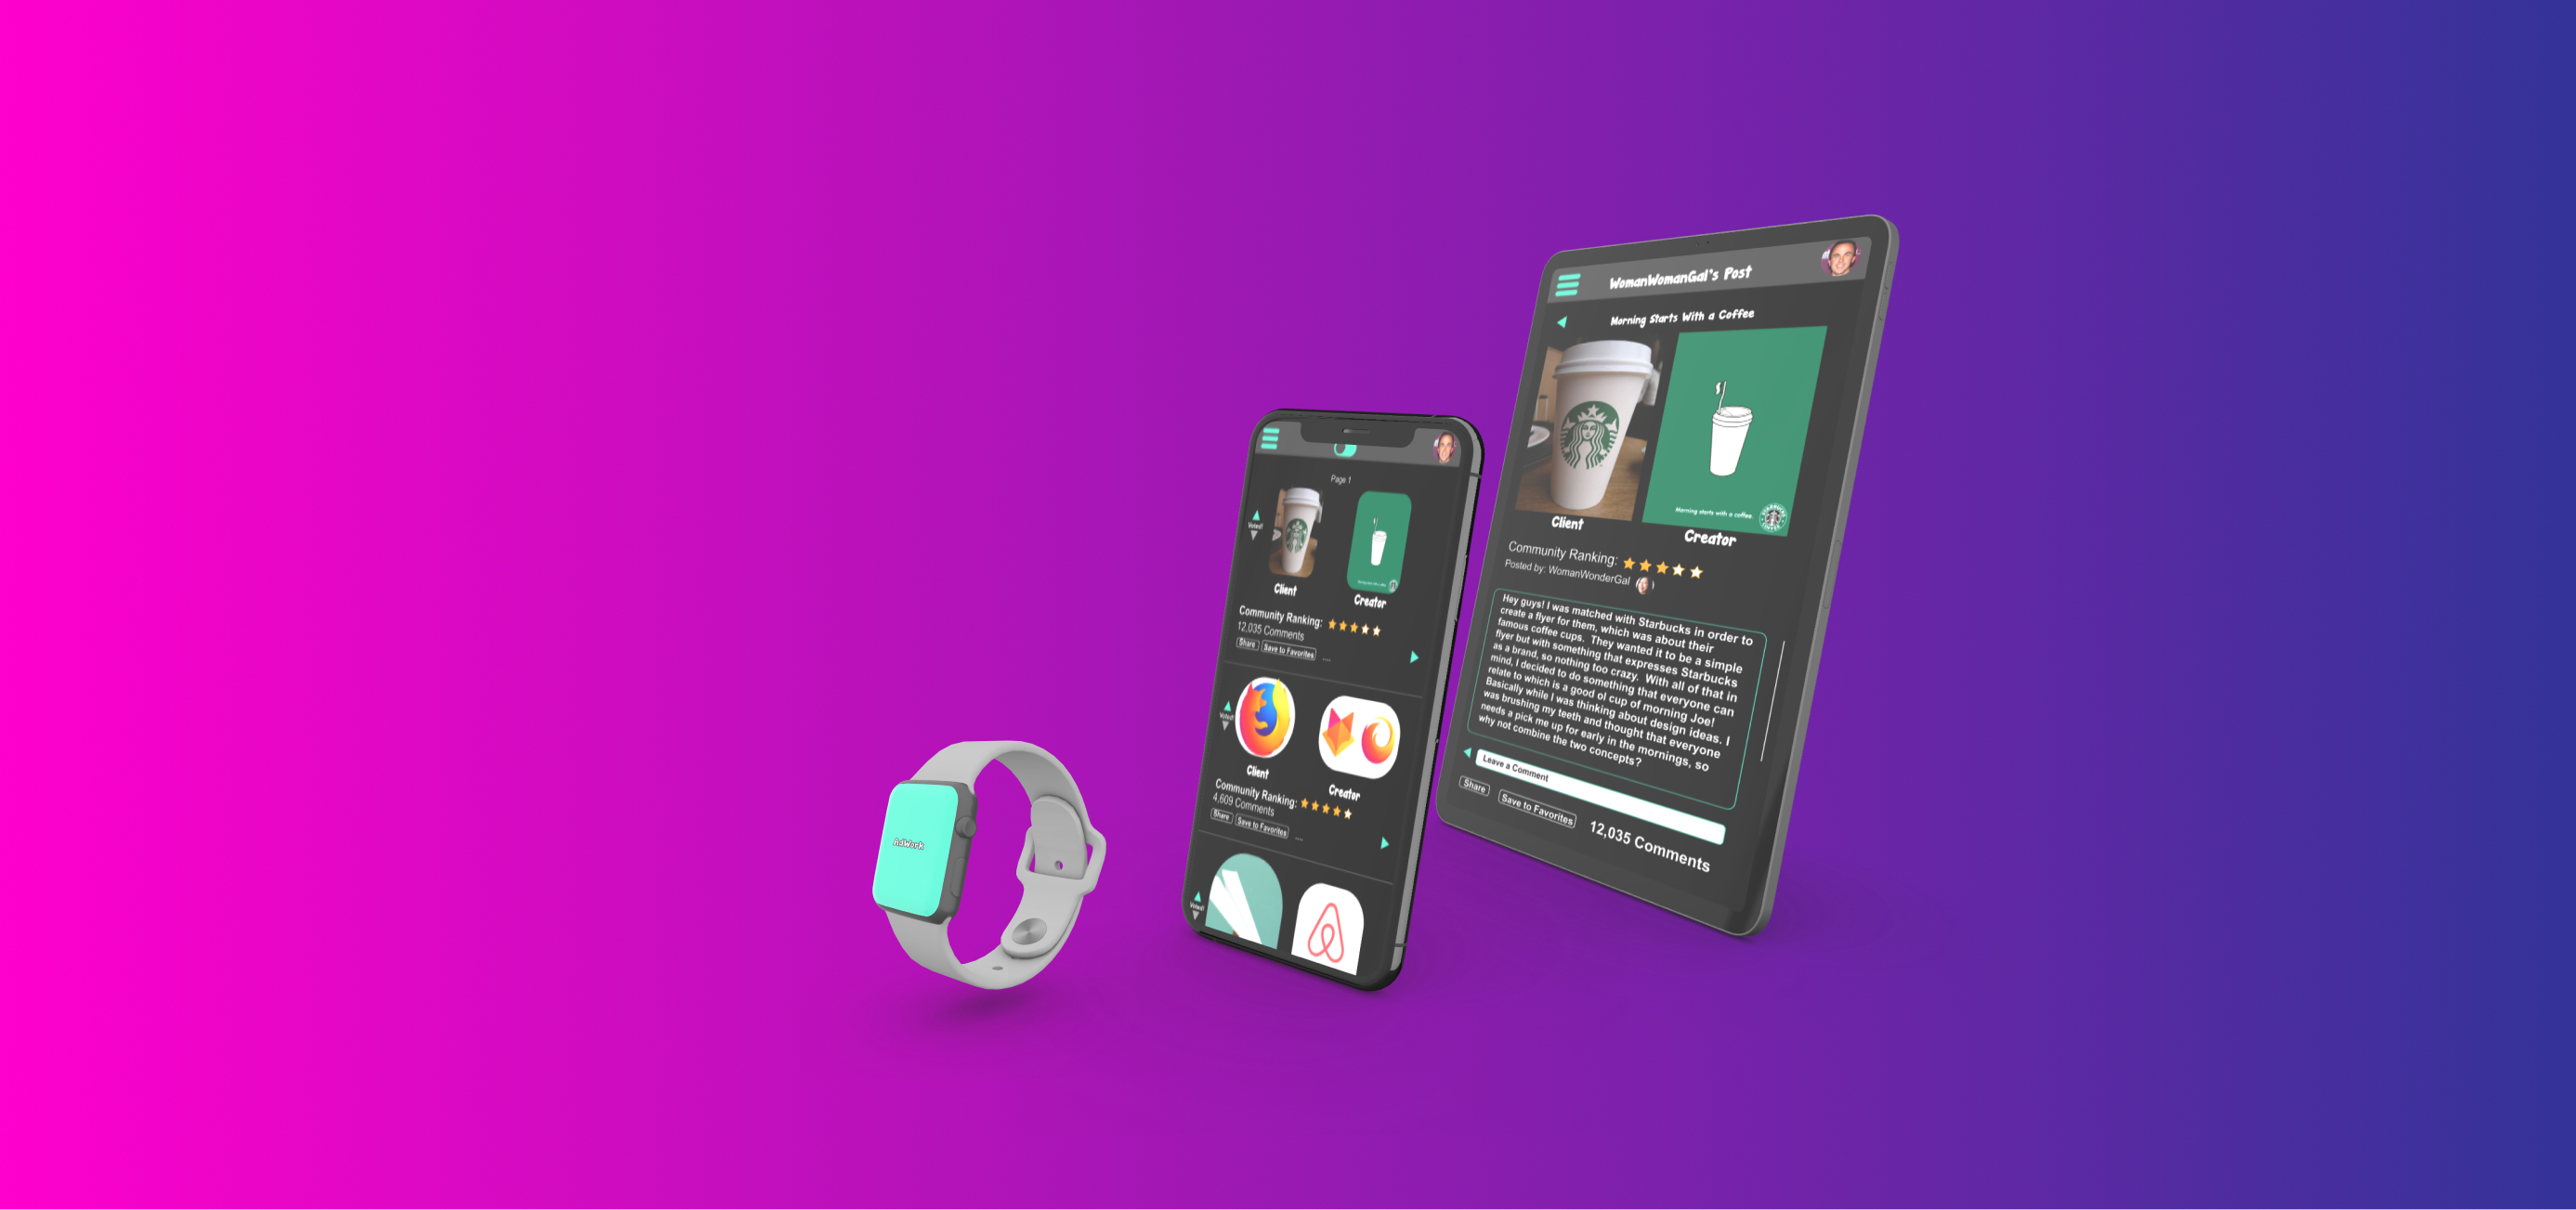 AdWork
Page 1
Voted!
Client
Creator
Community Ranking:
12,035 Comments
Share
Save to Favorites
...
Voted!
Client
Creator
Community Ranking:
4,609 Comments
Share
Save to Favorites
...
Voted!
WomanWomanGal's Post
Morning Starts With a Coffee
Morning starts with a coffee.
STARBUCKS
COFFEE
Client
Creator
Community Ranking:
Posted by: WomanWonderGal
Hey guys! I was matched with Starbucks in order to
create a flyer for them, which was about their
famous coffee cups. They wanted it to be a simple
flyer but with something that expresses Starbucks
as a brand, so nothing too crazy. With all of that in
mind, I decided to do something that everyone can
relate to which is a good ol cup of morning Joe!
Basically while I was thinking about design ideas. I
was brushing my teeth and thought that everyone
needs a pick me up for early in the mornings, so
why not combine the two concepts?
Leave a Comment
Share
Save to Favorites
12,035 Comments